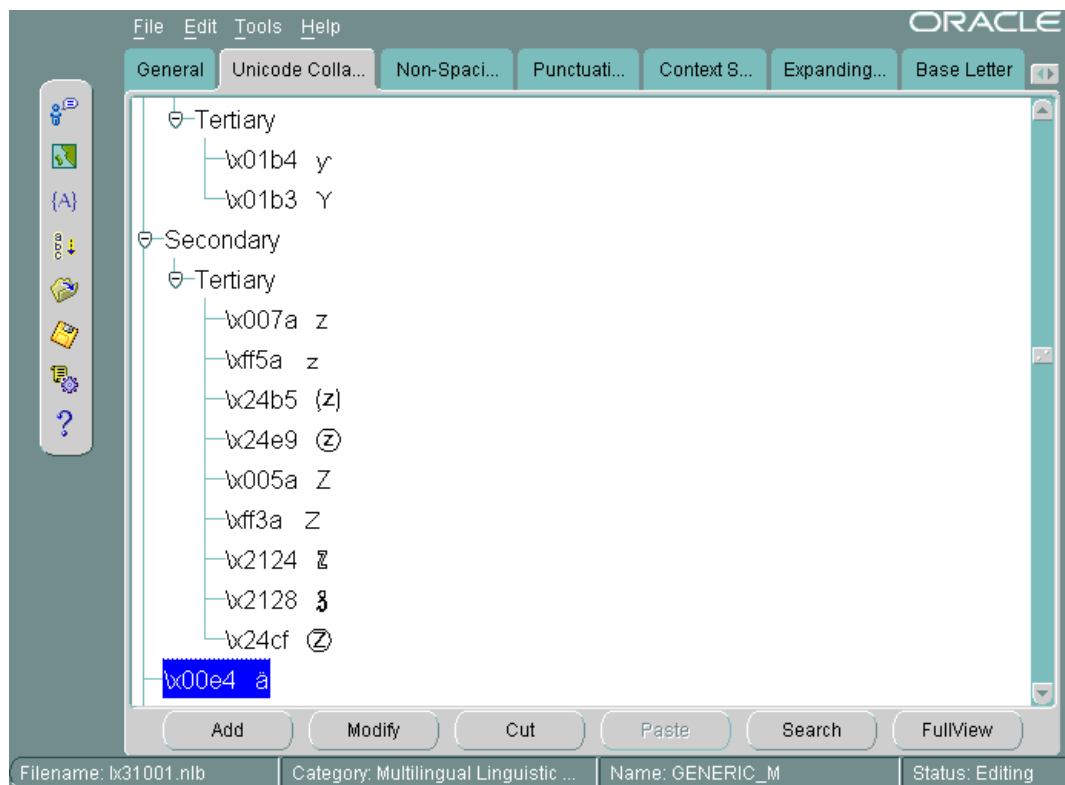 File Edit Tools Help ORACLE
General Unicode Colla... Non-Spaci... Punctuati... Context S... Expanding... Base Letter
{A}
a
b
c
?
Tertiary
\x01b4 ƴ
\x01b3 Ƴ
Secondary
Tertiary
\x007a z
\xff5a z
\x24b5 (z)
\x24e9 ⓩ
\x005a Z
\xff3a Z
\x2124 ℤ
\x2128 ℨ
\x24cf Ⓩ
\x00e4 ä
Add Modify Cut Paste Search FullView
Filename: lx31001.nlb Category: Multilingual Linguistic ... Name: GENERIC_M Status: Editing